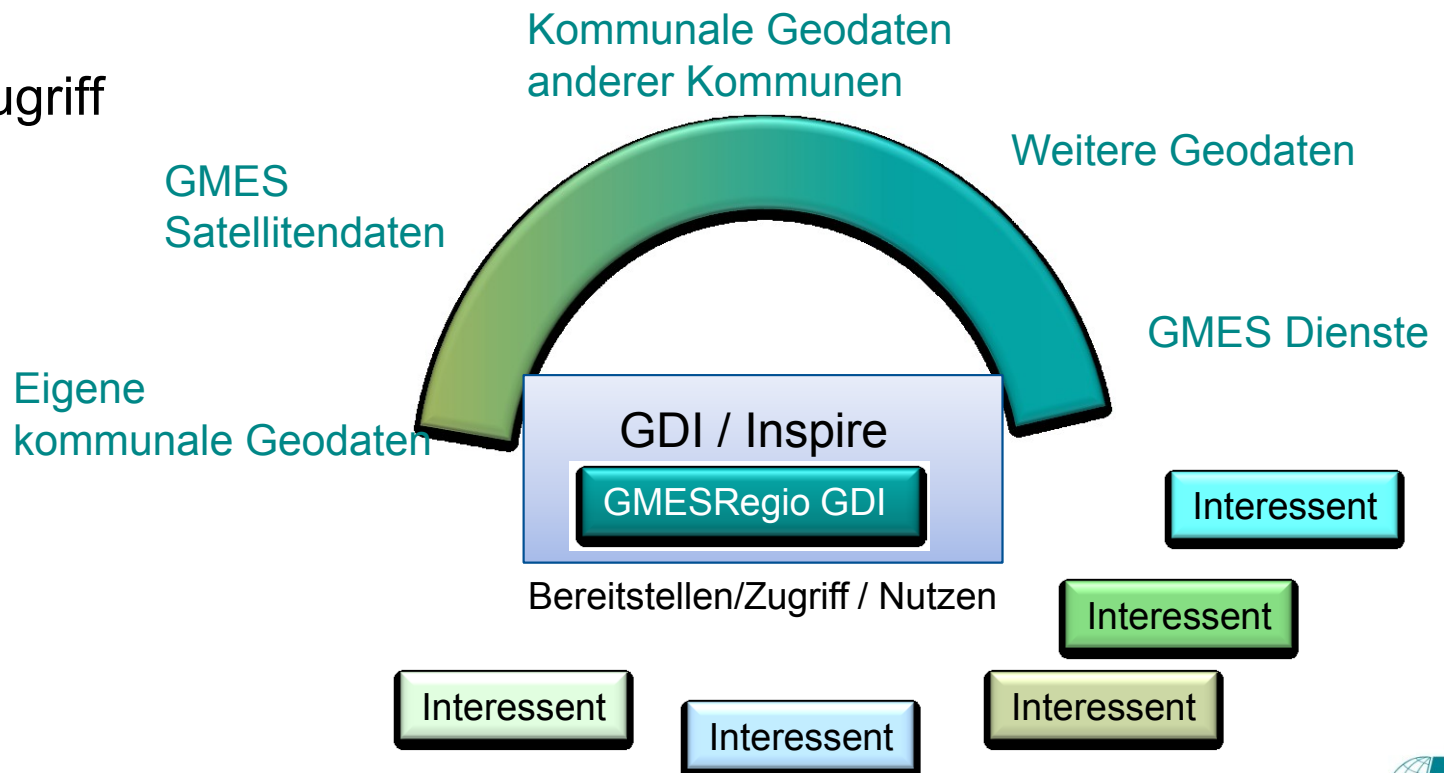 Kommunale Geodaten
anderer Kommunen
ugriff
Weitere Geodaten
GMES
Satellitendaten
GMES Dienste
Eigene
kommunale Geodaten
GDI / Inspire
GMESRegio GDI
Interessent
Bereitstellen/Zugriff / Nutzen
Interessent
Interessent
Interessent
Interessent